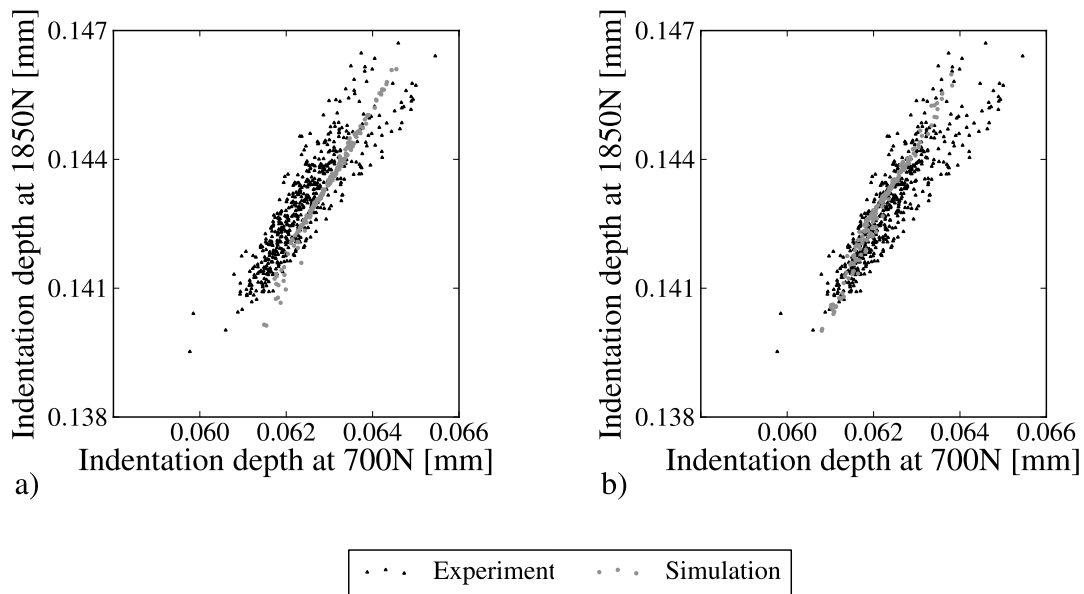 Indentation depth at 1850N [mm]
0.147
0.144
0.141
0.138
0.060 0.062 0.064 0.066
Indentation depth at 700N [mm]
a)
Indentation depth at 1850N [mm]
0.147
0.144
0.141
0.138
0.060 0.062 0.064 0.066
Indentation depth at 700N [mm]
b)
Experiment Simulation